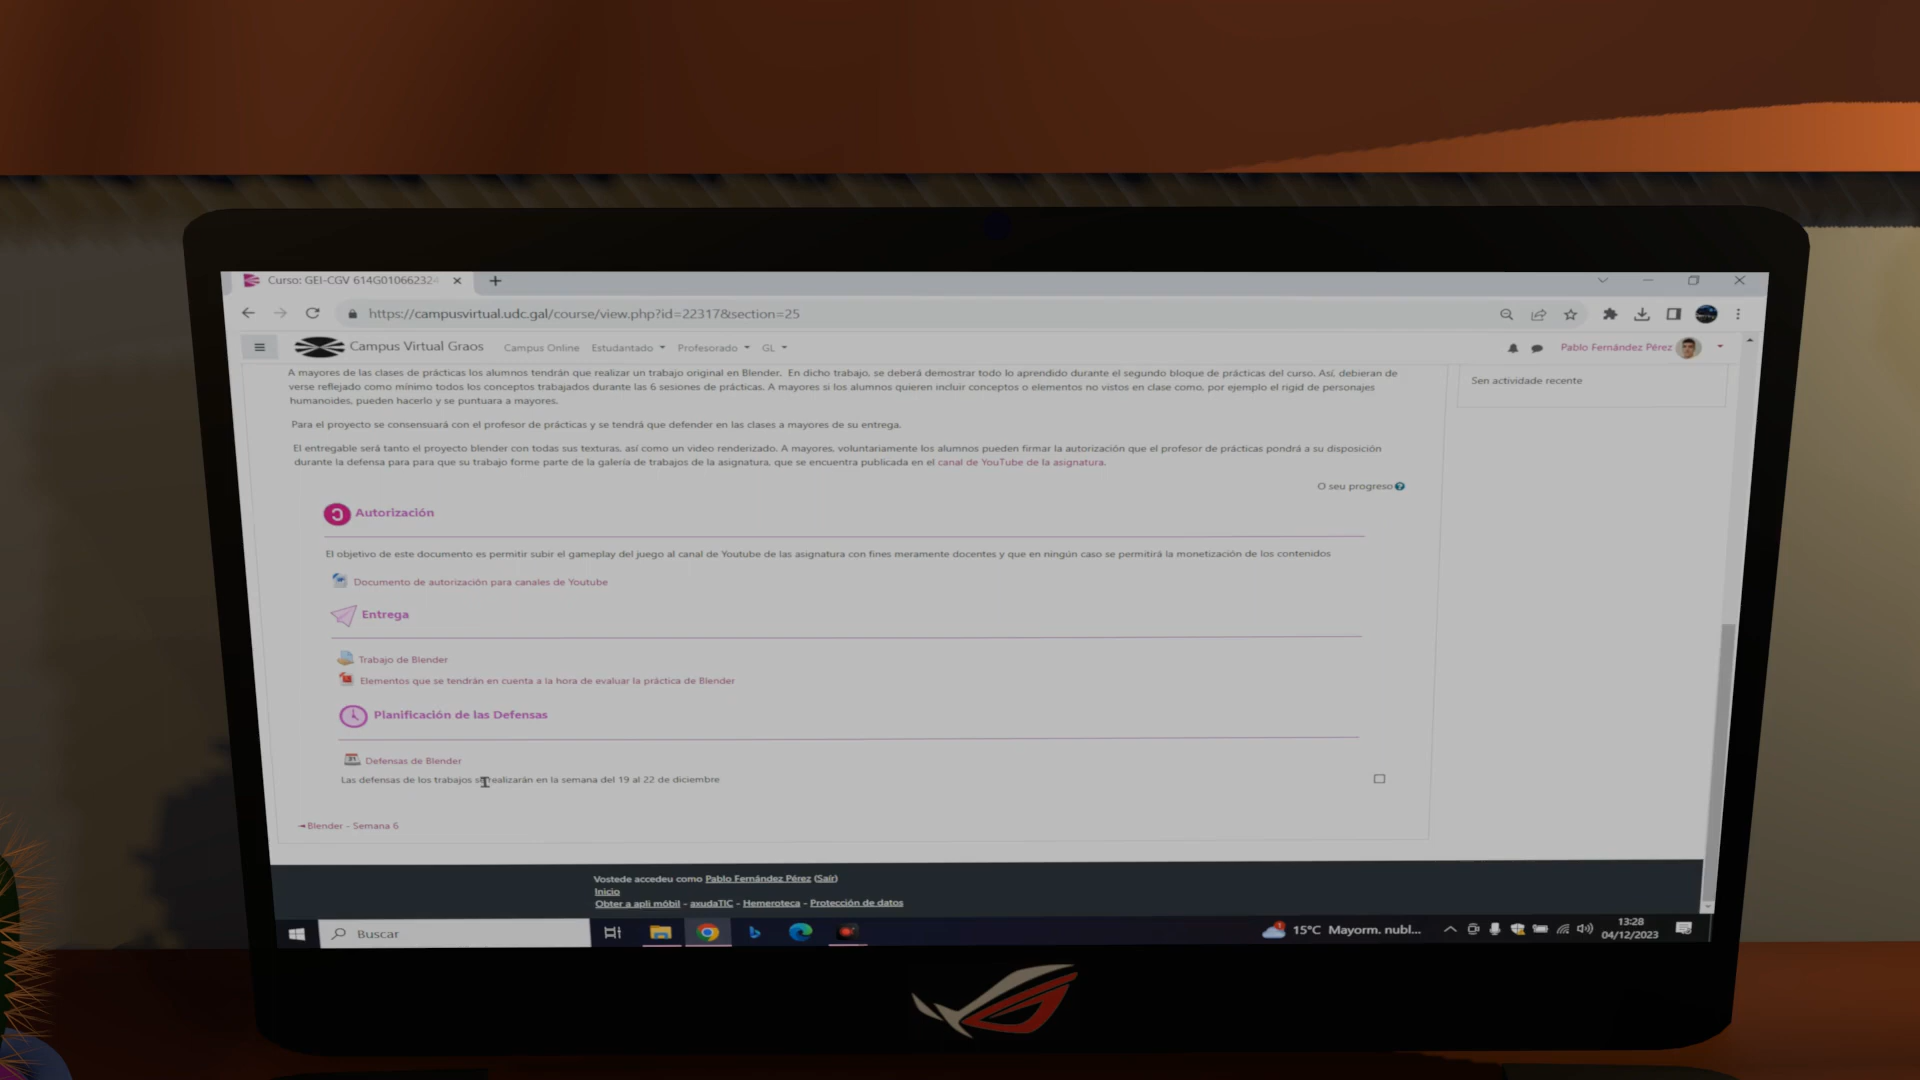 Curso: GEI-CGV 614G01066232
https://campusvirtual.udc.gal/course/view.php?id=22317&section=25
Campus Virtual Graos Campus Online Estudantado Profesorado GL Pablo Fernández Pérez
A mayores de las clases de prácticas los alumnos tendrán que realizar un trabajo original en Blender. En dicho trabajo, se deberá demostrar todo lo aprendido durante el segundo bloque de prácticas del curso. Así, debieran de
verse reflejado como mínimo todos los conceptos trabajados durante las 6 sesiones de prácticas. A mayores si los alumnos quieren incluir conceptos o elementos no vistos en clase como, por ejemplo el rigid de personajes
humanoides, pueden hacerlo y se puntuara a mayores.
Sen actividade recente
Para el proyecto se consensuará con el profesor de prácticas y se tendrá que defender en las clases a mayores de su entrega.
El entregable será tanto el proyecto blender con todas sus texturas, así como un video renderizado. A mayores, voluntariamente los alumnos pueden firmar la autorización que el profesor de prácticas pondrá a su disposición
durante la defensa para para que su trabajo forme parte de la galería de trabajos de la asignatura, que se encuentra publicada en el canal de YouTube de la asignatura.
O seu progreso
Autorización
El objetivo de este documento es permitir subir el gameplay del juego al canal de Youtube de las asignatura con fines meramente docentes y que en ningún caso se permitirá la monetización de los contenidos
Documento de autorización para canales de Youtube
Entrega
Trabajo de Blender
Elementos que se tendrán en cuenta a la hora de evaluar la práctica de Blender
Planificación de las Defensas
Defensas de Blender
Las defensas de los trabajos se realizarán en la semana del 19 al 22 de diciembre
◄Blender - Semana 6
Vostede accedeu como Pablo Fernández Pérez (Saír)
Inicio
Obter a apli móbil - axudaTIC - Hemeroteca - Protección de datos
Buscar
15°C Mayorm. nubl...
13:28
04/12/2023